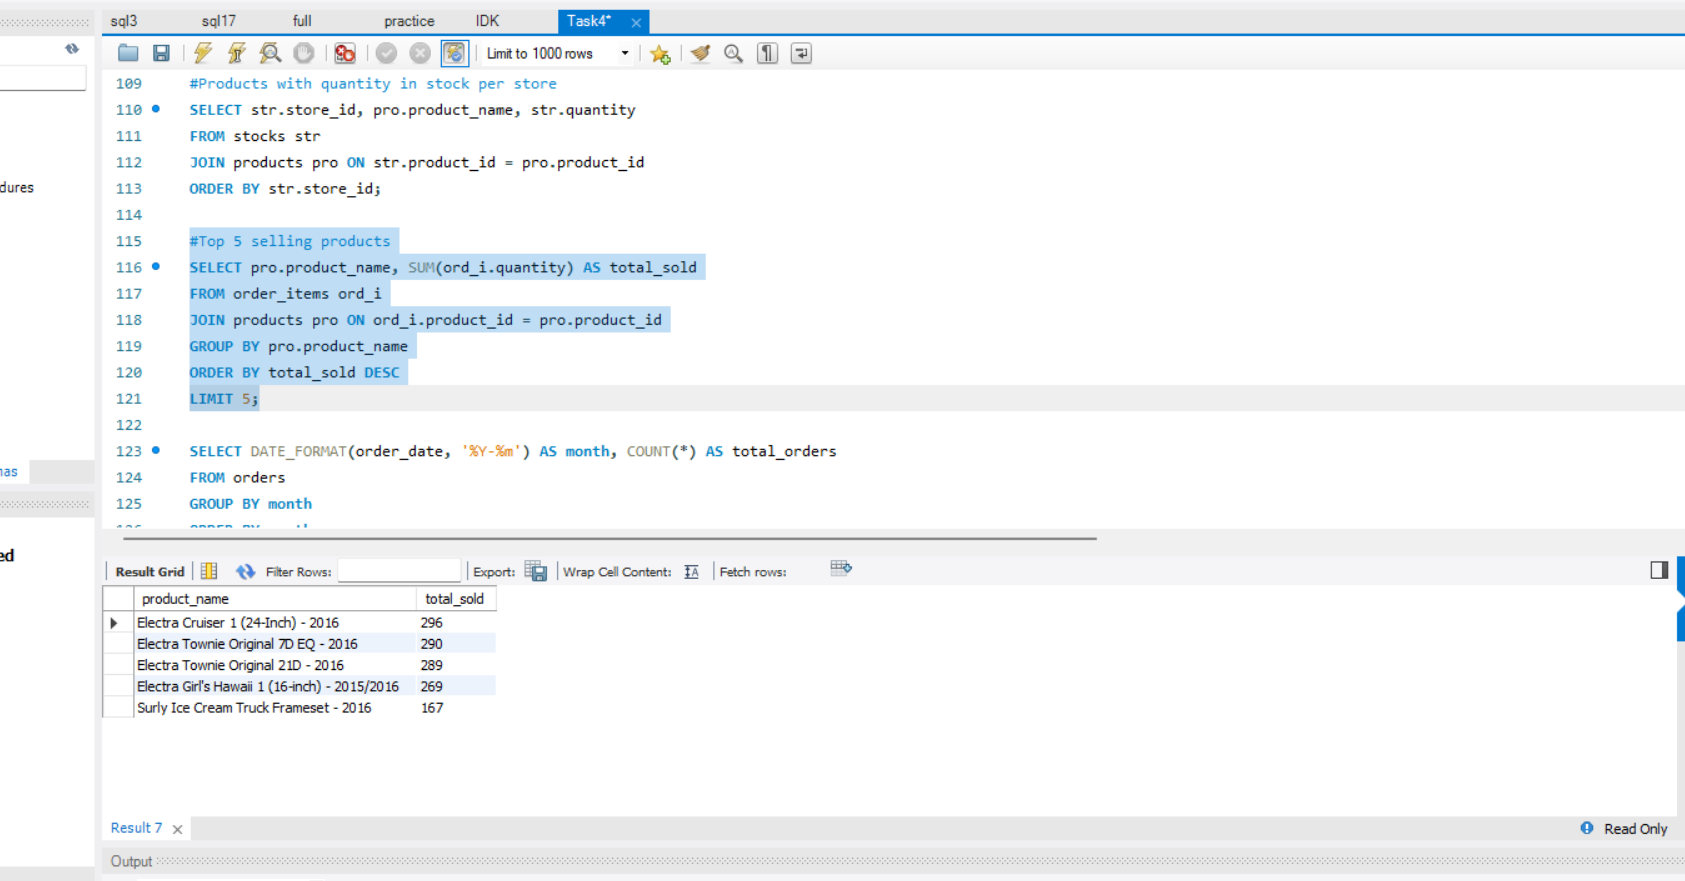 sql3 sql17 full practice IDK Task4*
Limit to 1000 rows
109 #Products with quantity in stock per store
110 SELECT str.store_id, pro.product_name, str.quantity
111 FROM stocks str
112 JOIN products pro ON str.product_id = pro.product_id
dures
113 ORDER BY str.store_id;
114
115 #Top 5 selling products
116 SELECT pro.product_name, SUM(ord_i.quantity) AS total_sold
117 FROM order_items ord_i
118 JOIN products pro ON ord_i.product_id = pro.product_id
119 GROUP BY pro.product_name
120 ORDER BY total_sold DESC
121 LIMIT 5;
122
123 SELECT DATE_FORMAT(order_date, '%Y-%m') AS month, COUNT(*) AS total_orders
nas
124 FROM orders
125 GROUP BY month
ed
Result Grid Filter Rows: Export: Wrap Cell Content: Fetch rows:
product_name total_sold
Electra Cruiser 1 (24-Inch) - 2016 296
Electra Townie Original 7D EQ - 2016 290
Electra Townie Original 21D - 2016 289
Electra Girl's Hawaii 1 (16-inch) - 2015/2016 269
Surly Ice Cream Truck Frameset - 2016 167
Result 7 Read Only
Output